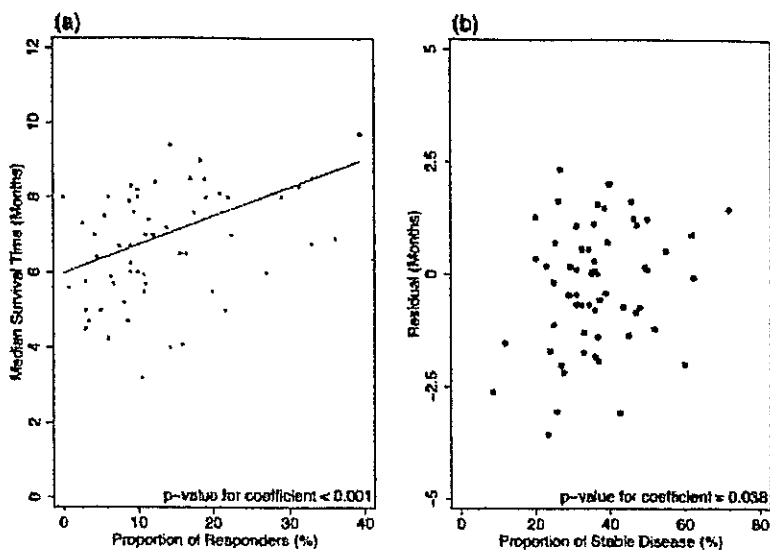 (a)
12
10
8
6
4
2
0
Median Survival Time (Months)
p-value for coefficient < 0.001
0
10
20
30
40
Proportion of Responders (%)
(b)
5
2.5
0
-2.5
-5
Residual (Months)
p-value for coefficient = 0.038
0
20
40
60
80
Proportion of Stable Disease (%)